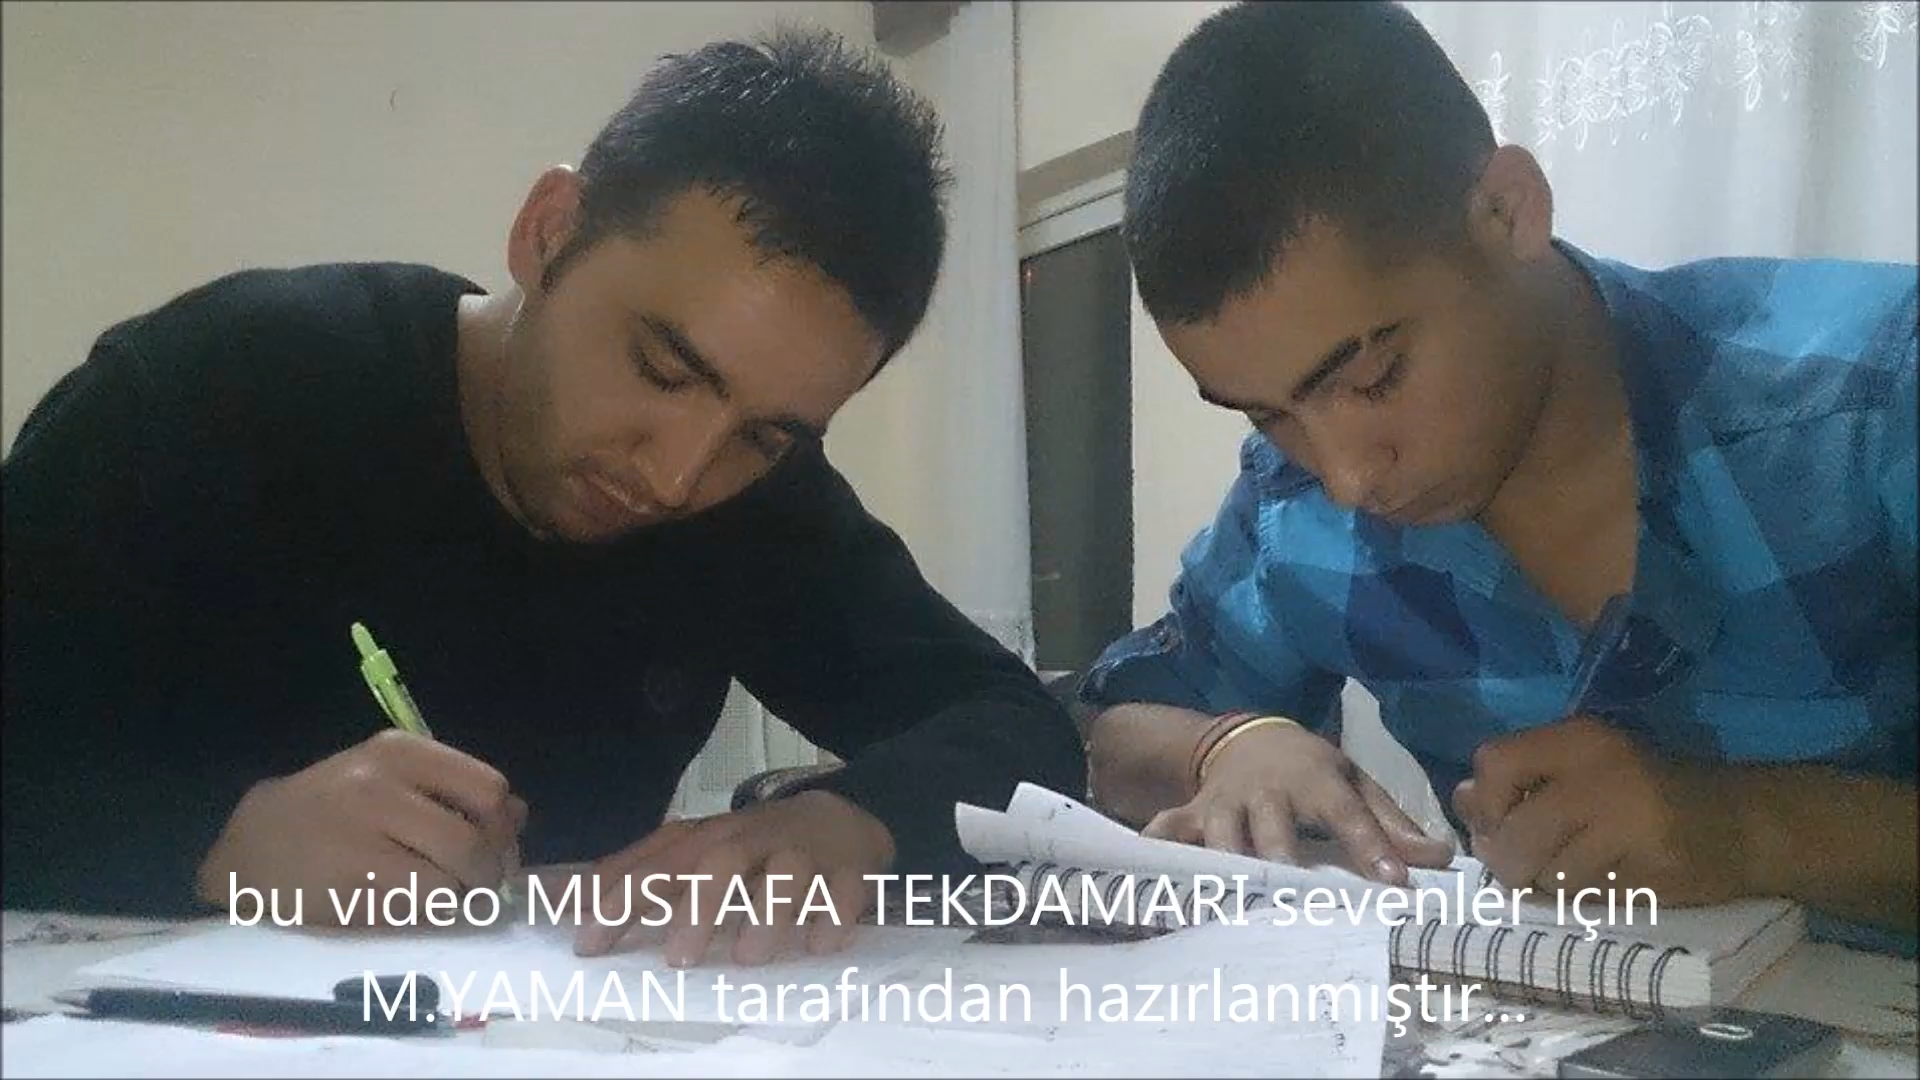 bu video MUSTAFA TEKDAMARI sevenler için
M.YAMAN tarafından hazırlanmıştır...